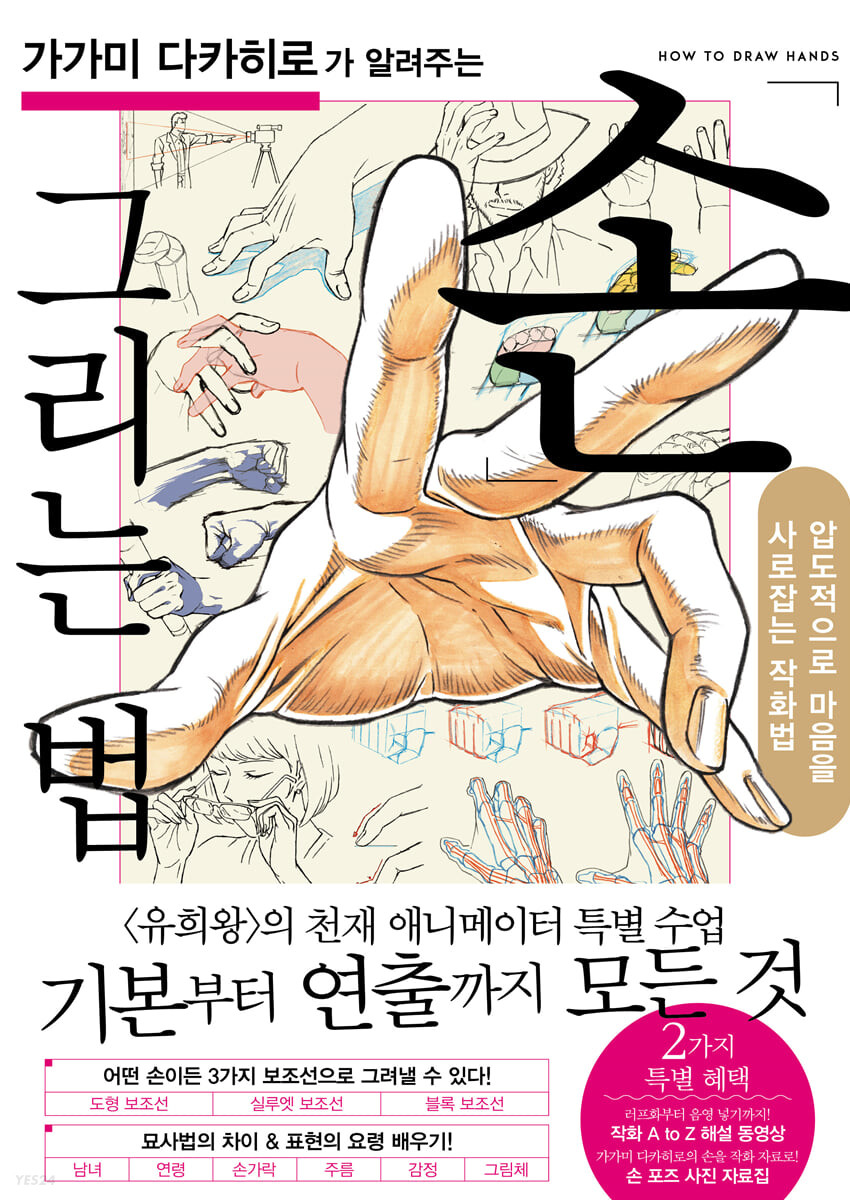 가가미 다카히로가 알려주는
HOW TO DRAW HANDS
손
그리는 법
압도적으로 마음을
사로잡는 작화법
〈유희왕〉의 천재 애니메이터 특별 수업
기본부터 연출까지 모든 것
어떤 손이든 3가지 보조선으로 그려낼 수 있다!
도형 보조선 실루엣 보조선 블록 보조선
묘사법의 차이 & 표현의 요령 배우기!
남녀 연령 손가락 주름 감정 그림체
2가지
특별 혜택
러프화부터 음영 넣기까지!
작화 A to Z 해설 동영상
가가미 다카히로의 손을 작화 자료로!
손 포즈 사진 자료집
YES24